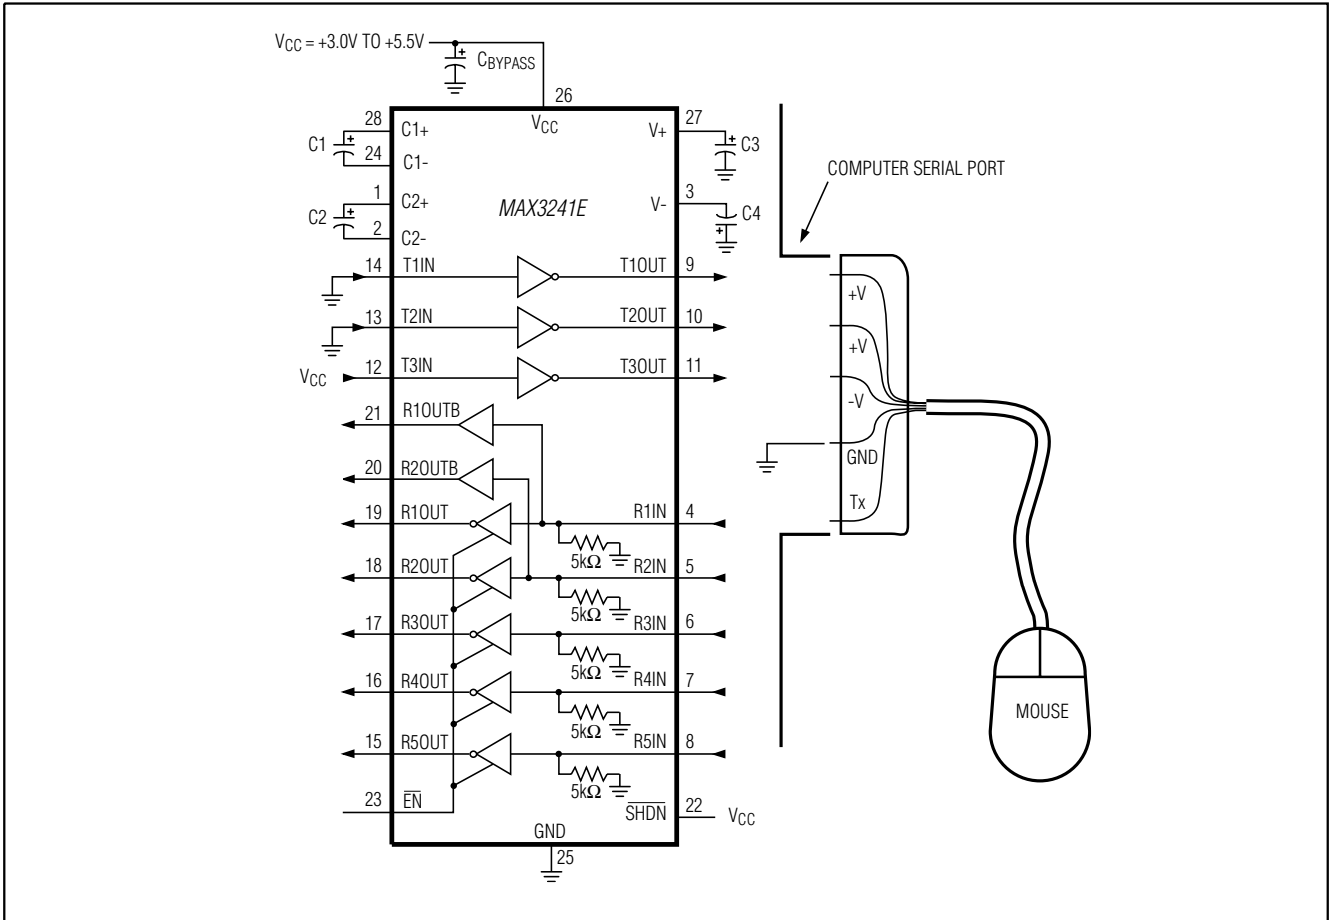 VCC = +3.0V TO +5.5V
+
CBYPASS
26
VCC
28
C1+
C1
+
24
C1-
1
C2+
C2
+
2
C2-
MAX3241E
V+
27
+
C3
V-
3
C4
+
COMPUTER SERIAL PORT
14
T1IN
T1OUT
9
13
T2IN
T2OUT
10
VCC
12
T3IN
T3OUT
11
21
R1OUTB
20
R2OUTB
19
R1OUT
R1IN
4
5kΩ
18
R2OUT
R2IN
5
5kΩ
17
R3OUT
R3IN
6
5kΩ
16
R4OUT
R4IN
7
5kΩ
15
R5OUT
R5IN
8
5kΩ
23
EN
SHDN
22
VCC
GND
25
+V
+V
-V
GND
Tx
MOUSE